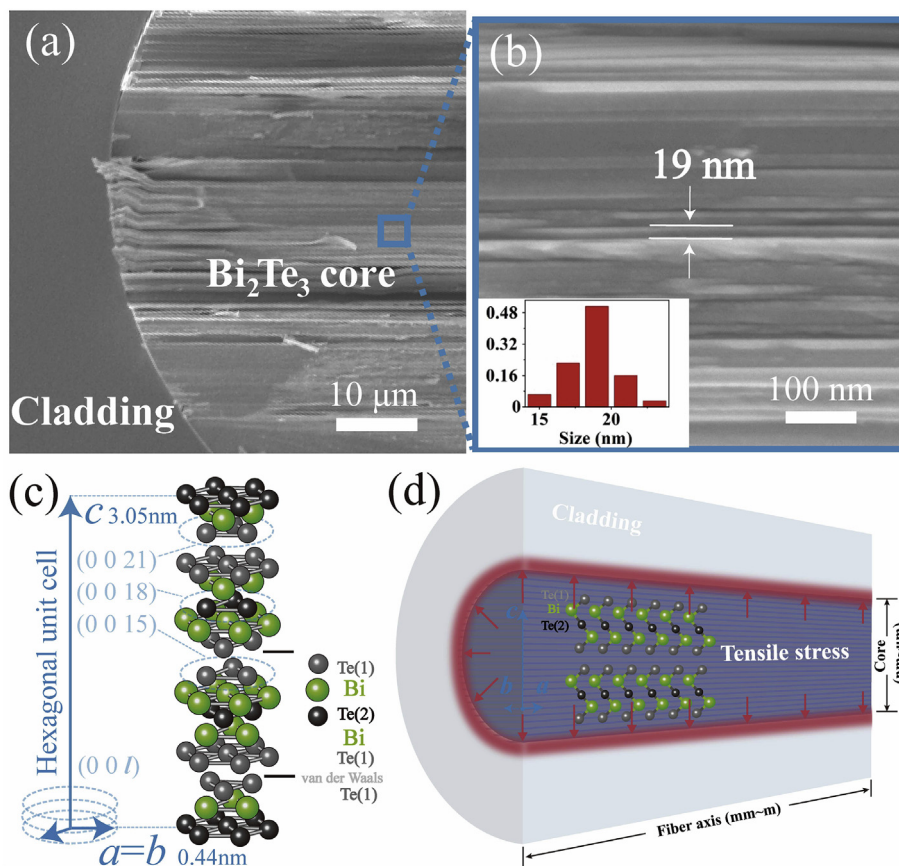 (a)
Bi₂Te₃ core
10 μm
Cladding
(b)
19 nm
0.48
0.32
0.16
0
15
20
Size (nm)
100 nm
(c)
Hexagonal unit cell
c 3.05nm
(0 0 21)
(0 0 18)
(0 0 15)
(0 0 l)
a=b 0.44nm
Te(1)
Bi
Te(2)
Bi
Te(1)
van der Waals
Te(1)
(d)
Cladding
Te(1)
Bi
Te(2)
c
b
a
Tensile stress
Core
(nm~μm)
Fiber axis (mm~m)